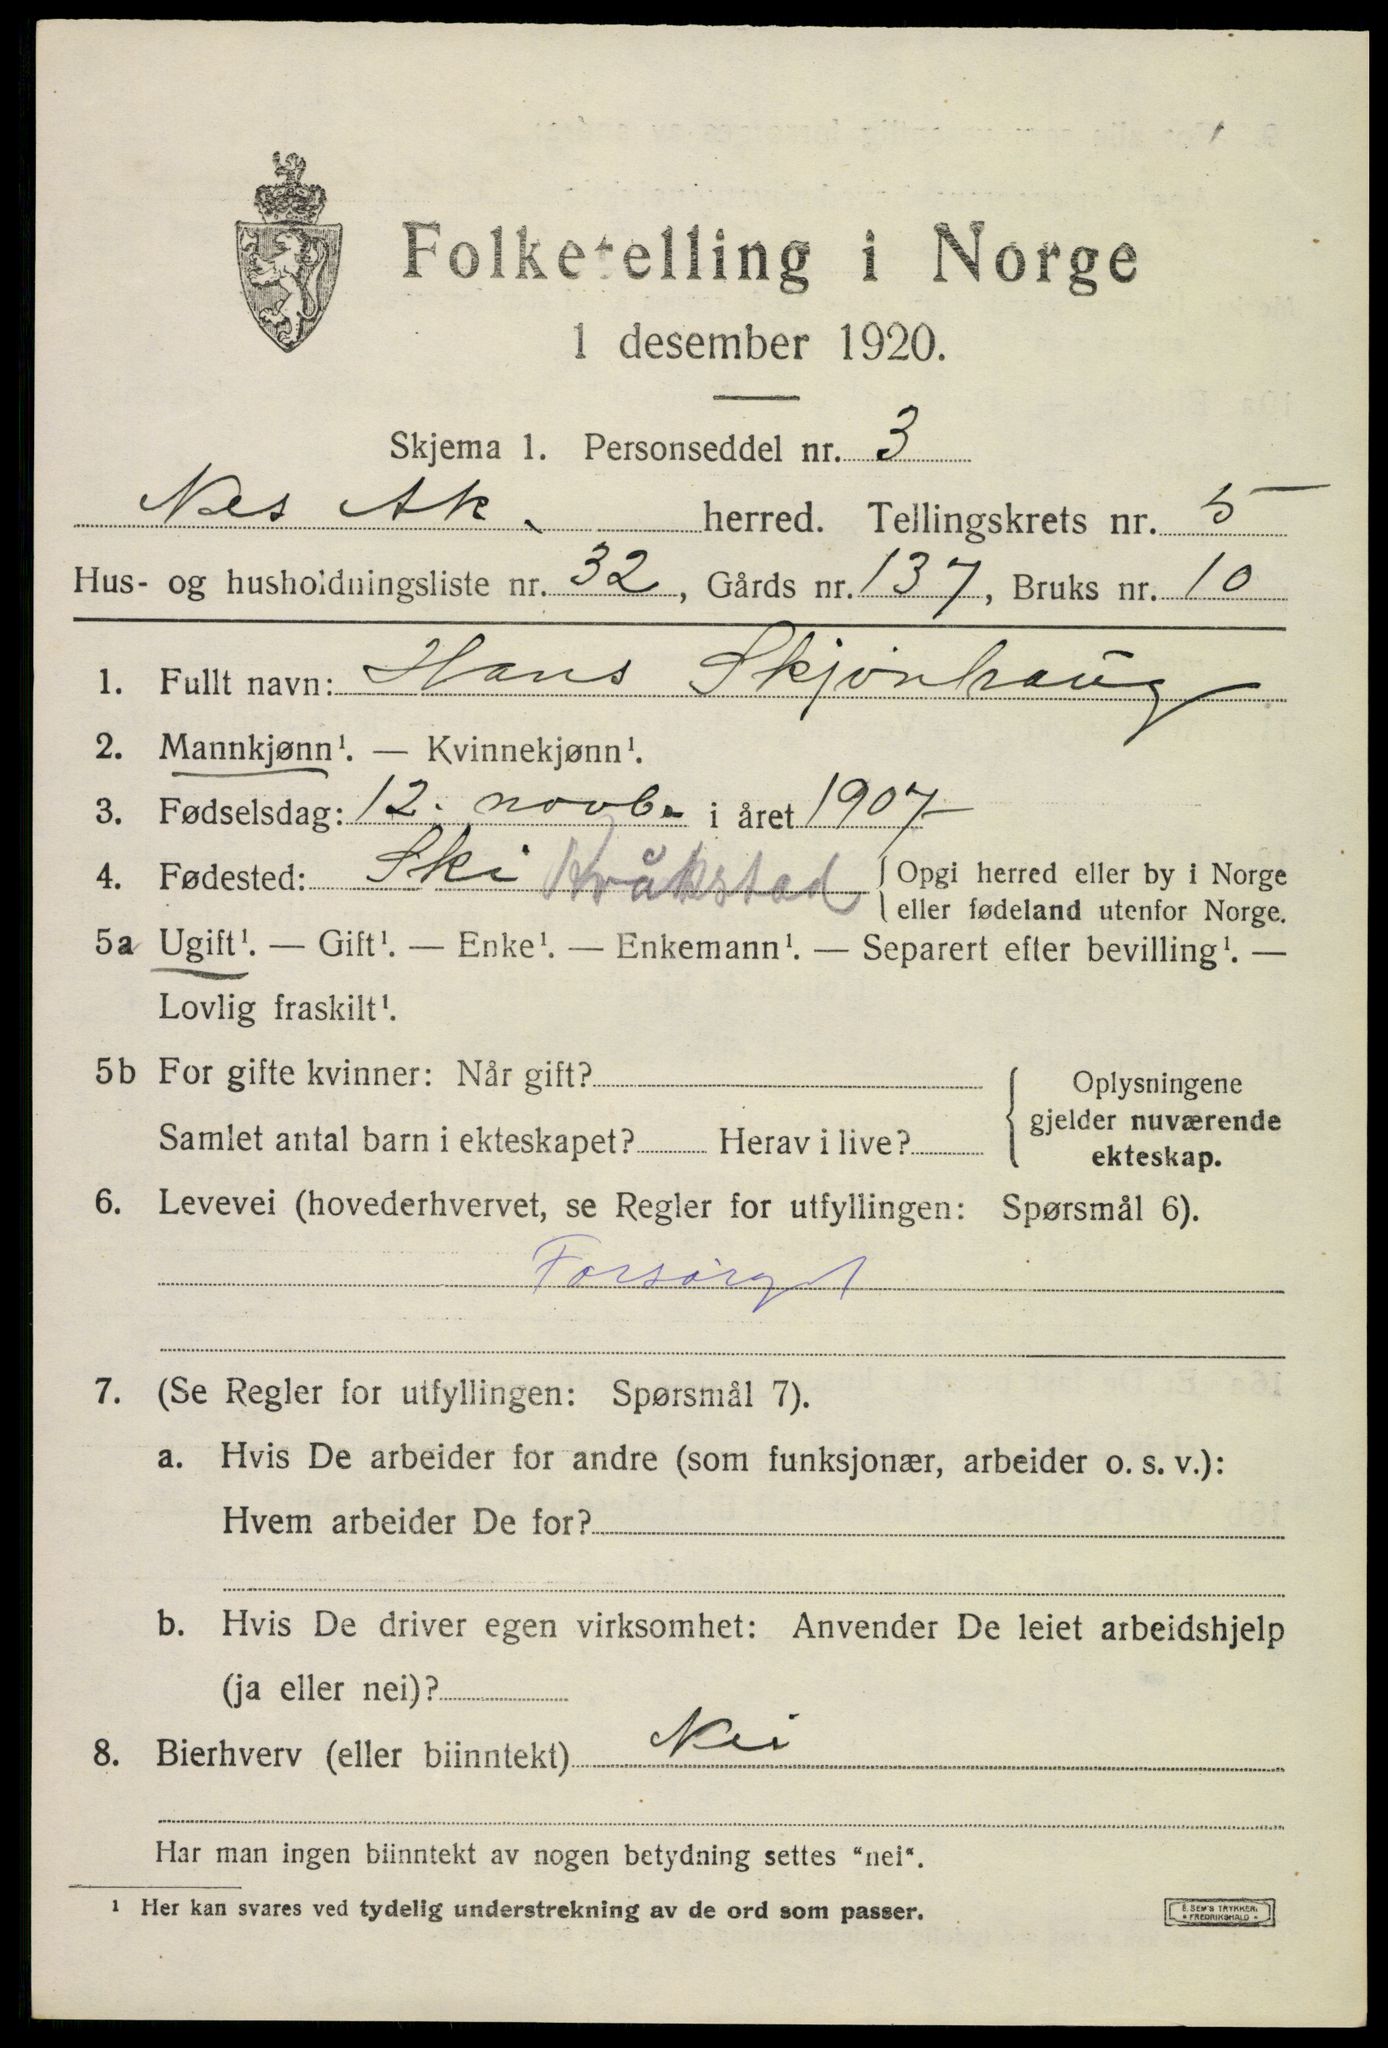 Folketelling i Norge
1 desember 1920.
Skjema 1. Personseddel nr. 3
Nes Ak. herred. Tellingskrets nr. 5
Hus- og husholdningsliste nr. 32, Gårds nr. 137, Bruks nr. 10
1. Fullt navn: Hans Skjönhaug
2. Mannkjønn¹. — Kvinnekjønn¹.
3. Fødselsdag: 12. novbr i året 1907
4. Fødested: Ski Kråkstad { Opgi herred eller by i Norge
eller fødeland utenfor Norge.
5a Ugift¹. — Gift¹. — Enke¹. — Enkemann¹. — Separert efter bevilling¹. —
Lovlig fraskilt¹.
5b For gifte kvinner: Når gift?
Samlet antal barn i ekteskapet? Herav i live?
{ Oplysningene
gjelder nuværende
ekteskap.
6. Levevei (hovederhvervet, se Regler for utfyllingen: Spørsmål 6).
Forsörget
7. (Se Regler for utfyllingen: Spørsmål 7).
a. Hvis De arbeider for andre (som funksjonær, arbeider o. s. v.):
Hvem arbeider De for?
b. Hvis De driver egen virksomhet: Anvender De leiet arbeidshjelp
(ja eller nei)?
8. Bierhverv (eller biinntekt) Nei
Har man ingen biinntekt av nogen betydning settes “nei“.
¹ Her kan svares ved tydelig understrekning av de ord som passer.
E. SEM'S TRYKKERI
• FREDRIKSHALD •